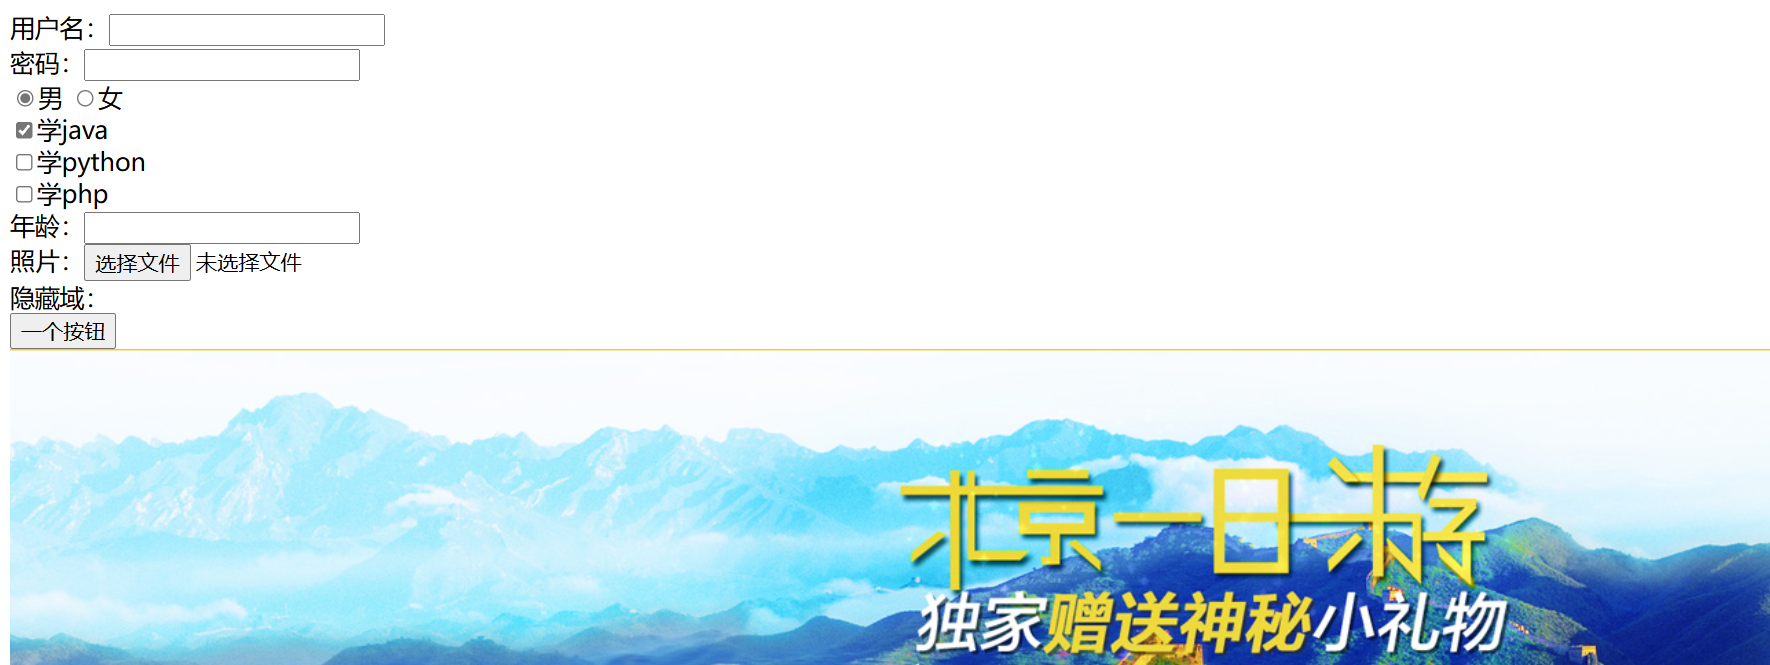 用户名：
密码：
男 女
学java
学python
学php
年龄：
照片： 选择文件 未选择文件
隐藏域：
一个按钮
北京一日游
独家赠送神秘小礼物